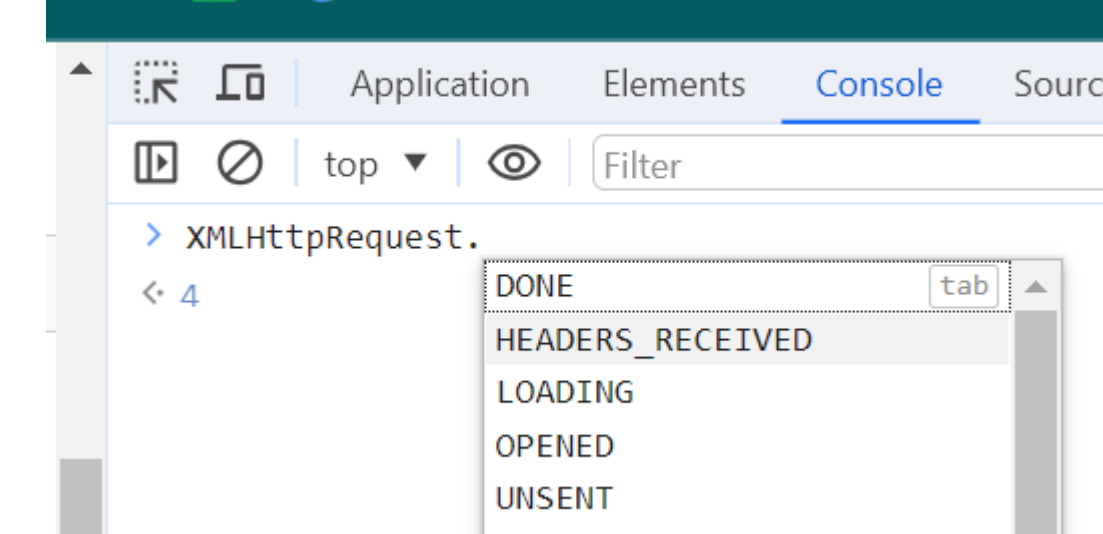 Application Elements Console Sourc
top ▼ Filter
> XMLHttpRequest.
4
DONE tab
HEADERS_RECEIVED
LOADING
OPENED
UNSENT